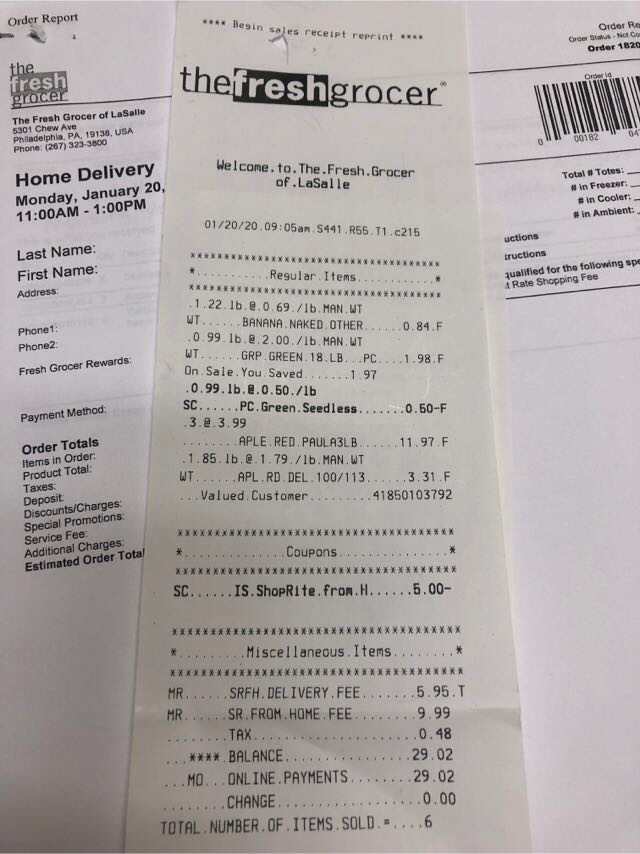 Order Report
the
fresh
grocer
The Fresh Grocer of LaSalle
5301 Chew Ave
Philadelphia, PA, 19138, USA
Phone: (267) 323-3800
Home Delivery
Monday, January 20,
11:00AM - 1:00PM
Last Name:
First Name:
Address:
Phone1:
Phone2:
Fresh Grocer Rewards:
Payment Method:
Order Totals
Items in Order:
Product Total:
Taxes:
Deposit:
Discounts/Charges:
Special Promotions:
Service Fee:
Additional Charges:
Estimated Order Total
**** Begin sales receipt reprint ****
thefreshgrocer®
Welcome.to.The.Fresh.Grocer
of.LaSalle
01/20/20.09:05am.S441.R55.T1.c215
************************************
*..........Regular.Items...........*
************************************
.1.22.lb.@.0.69./lb.MAN.WT
WT......BANANA.NAKED.OTHER.....0.84.F
.0.99.lb.@.2.00./lb.MAN.WT
WT......GRP.GREEN.18.LB...PC....1.98.F
On.Sale.You.Saved.......1.97
.0.99.lb.@.0.50./lb
SC......PC.Green.Seedless.......0.50-F
.3.@.3.99
........APLE.RED.PAULA3LB.....11.97.F
.1.85.lb.@.1.79./lb.MAN.WT
WT......APL.RD.DEL.100/113.....3.31.F
...Valued.Customer.........41850103792
************************************
*.............Coupons..............*
************************************
SC......IS.ShopRite.from.H......5.00-
************************************
*........Miscellaneous.Items.......*
************************************
MR......SRFH.DELIVERY.FEE.......5.95.T
MR......SR.FROM.HOME.FEE........9.99
........TAX.....................0.48
...****.BALANCE................29.02
...MO...ONLINE.PAYMENTS........29.02
........CHANGE..................0.00
TOTAL.NUMBER.OF.ITEMS.SOLD.=....6
Order Re
Order Status - Not Co
Order 1820
Order Id
0 00182 04
Total # Totes:
# in Freezer:
# in Cooler:
# in Ambient:
uctions
tructions
qualified for the following spe
t Rate Shopping Fee